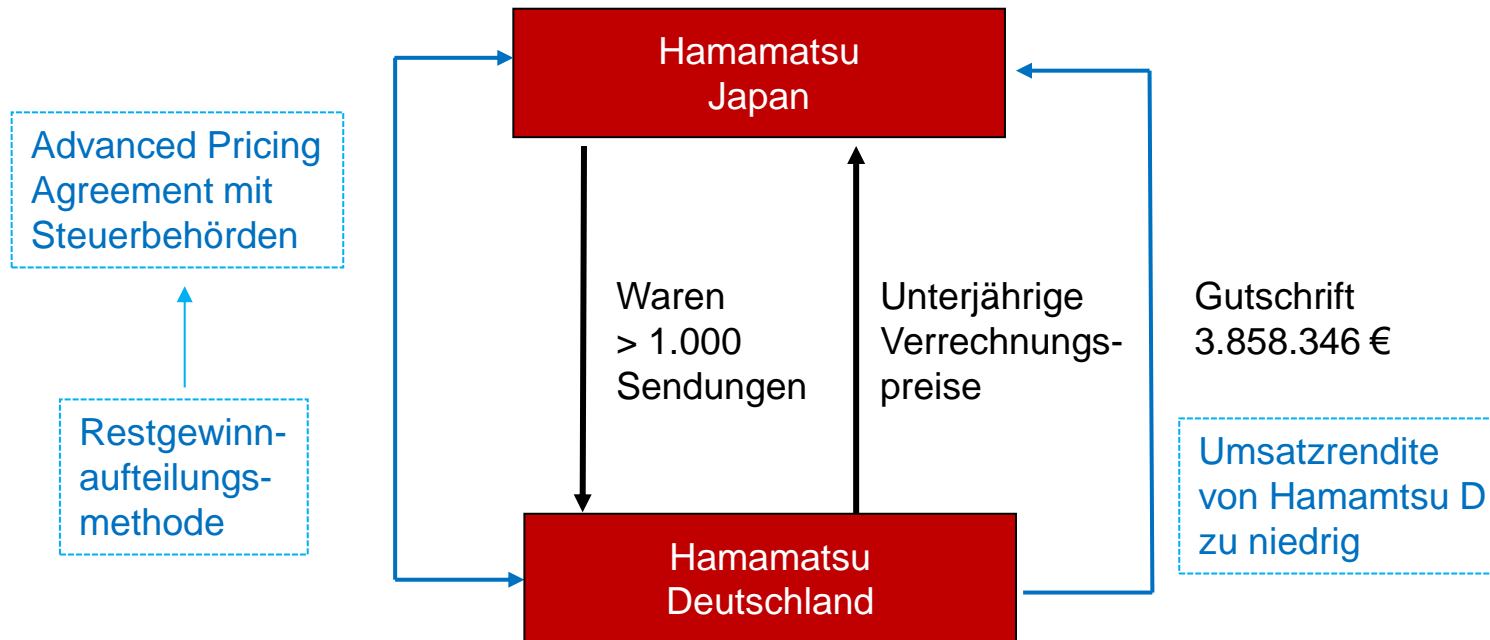 Hamamatsu
Japan
Advanced Pricing
Agreement mit
Steuerbehörden
Waren
> 1.000
Sendungen
Unterjährige
Verrechnungs-
preise
Gutschrift
3.858.346 €
Restgewinn-
aufteilungs-
methode
Umsatzrendite
von Hamamtsu D
zu niedrig
Hamamatsu
Deutschland